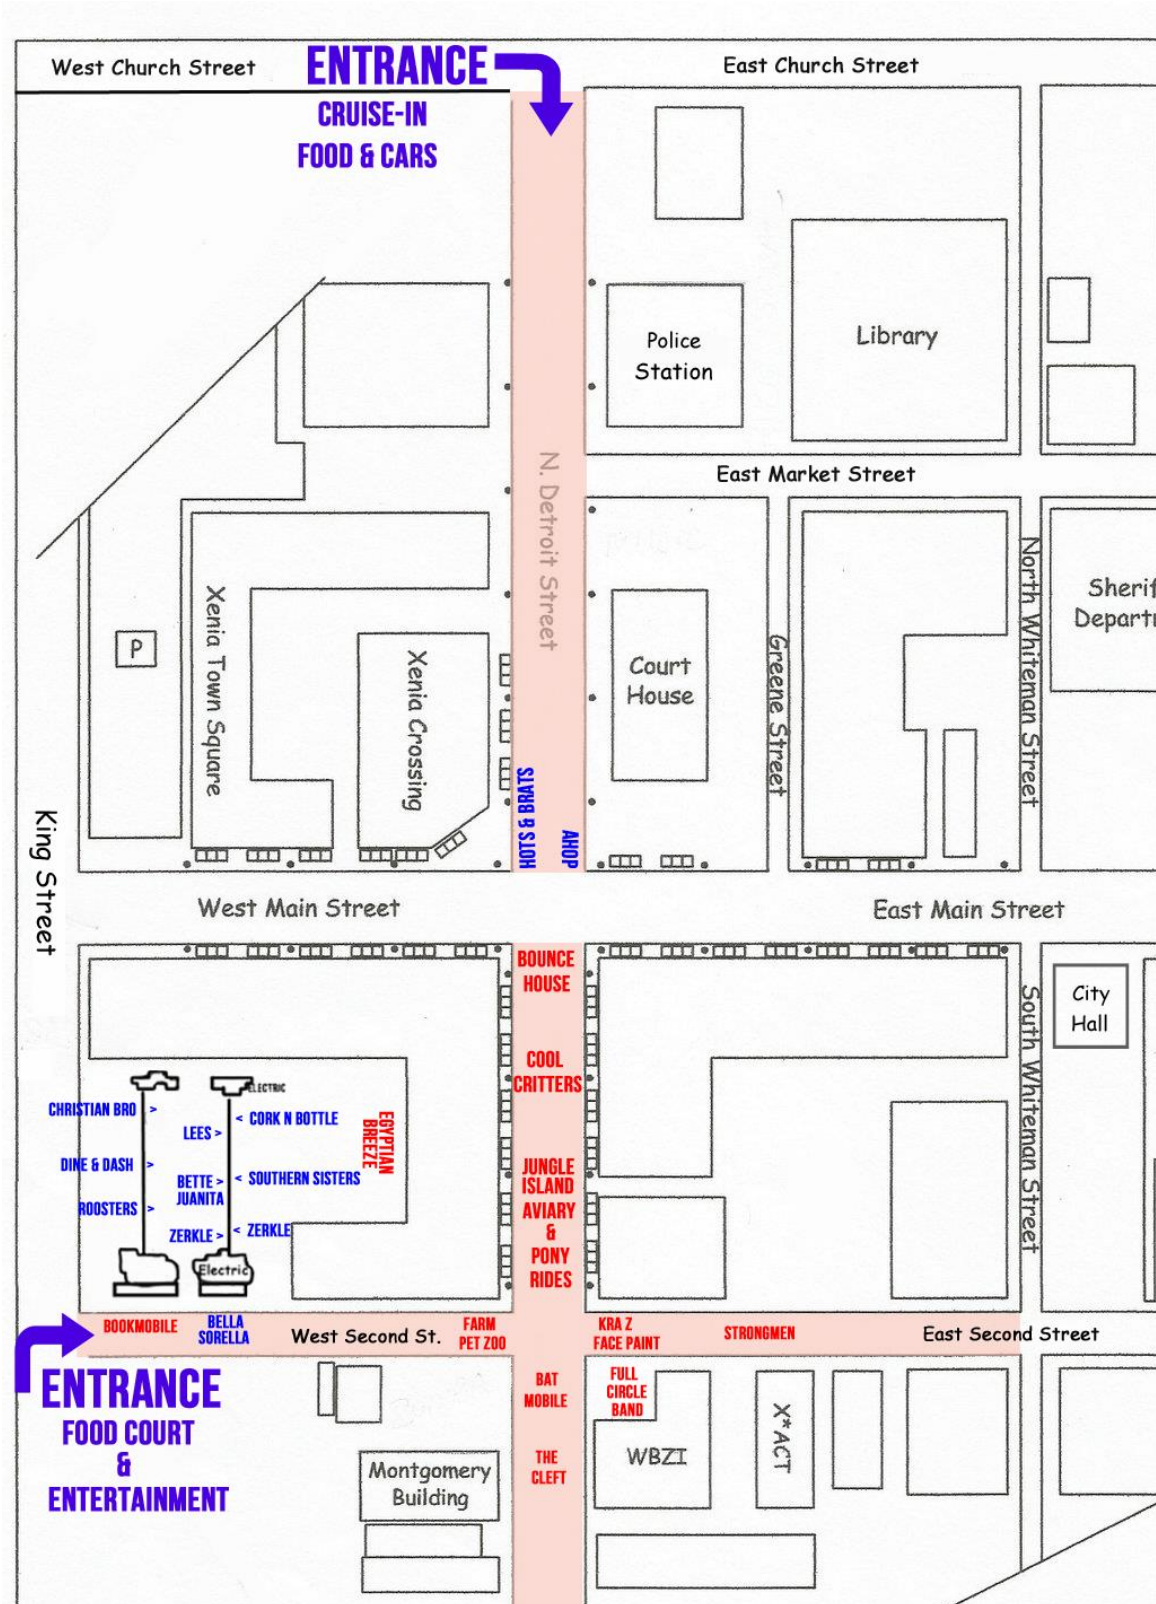 West Church Street
ENTRANCE
CRUISE-IN
FOOD & CARS
East Church Street
Police
Station
Library
East Market Street
N. Detroit Street
Xenia Town Square
P
Xenia Crossing
Court
House
Greene Street
North Whiteman Street
Sherif
Depart
King Street
HOTS & BRATS
AHOP
West Main Street
East Main Street
BOUNCE
HOUSE
COOL
CRITTERS
JUNGLE
ISLAND
AVIARY
&
PONY
RIDES
City
Hall
South Whiteman Street
ELECTRIC
CHRISTIAN BRO >
< CORK N BOTTLE
LEES >
DINE & DASH >
BETTE >
JUANITA
< SOUTHERN SISTERS
ROOSTERS >
ZERKLE >
< ZERKLE
EGYPTIAN
BREEZE
Electric
BOOKMOBILE
BELLA
SORELLA
West Second St.
FARM
PET ZOO
KRA Z
FACE PAINT
STRONGMEN
East Second Street
ENTRANCE
FOOD COURT
&
ENTERTAINMENT
BAT
MOBILE
FULL
CIRCLE
BAND
THE
CLEFT
WBZI
X*ACT
Montgomery
Building